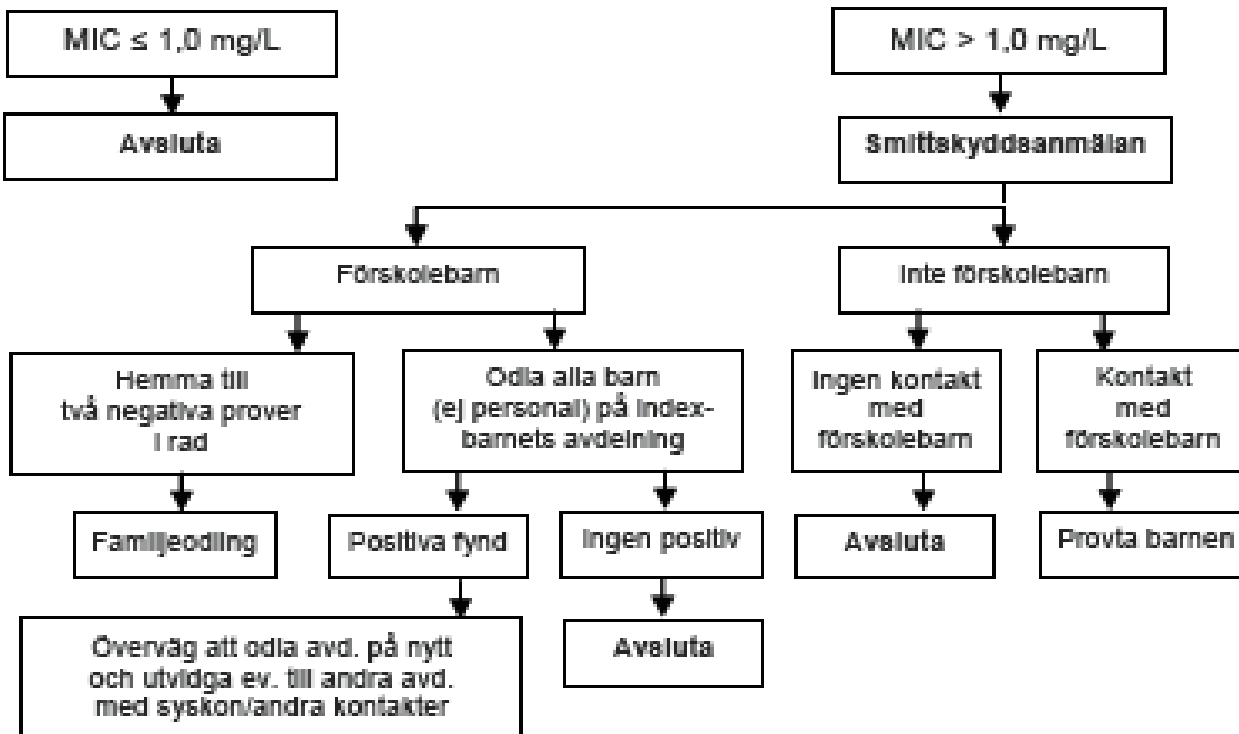 MIC ≤ 1,0 mg/L
MIC > 1,0 mg/L
Avsluta
Smittskyddsanmälan
Förskolebarn
Inte förskolebarn
Hemma till
två negativa prover
i rad
Odla alla barn
(ej personal) på index-
barnets avdelning
Ingen kontakt
med
förskolebarn
Kontakt
med
förskolebarn
Familjeodling
Positiva fynd
Ingen positiv
Avsluta
Provta barnen
Överväg att odla avd. på nytt
och utvidga ev. till andra avd.
med syskon/andra kontakter
Avsluta